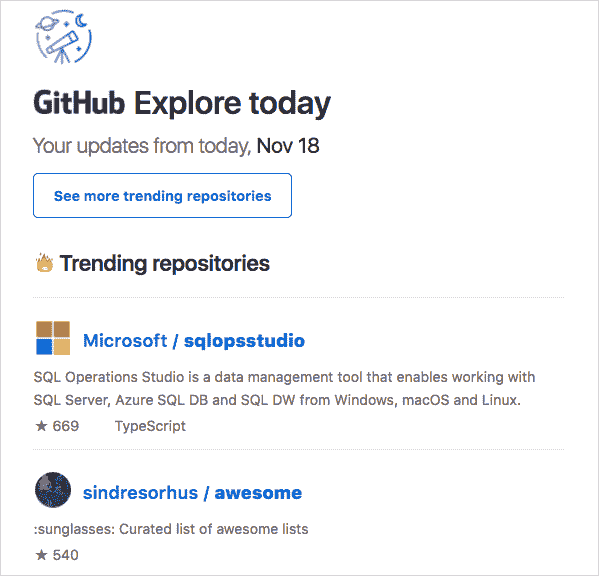 GitHub Explore today
Your updates from today, Nov 18
See more trending repositories
Trending repositories
Microsoft / sqlopsstudio
SQL Operations Studio is a data management tool that enables working with
SQL Server, Azure SQL DB and SQL DW from Windows, macOS and Linux.
★ 669 TypeScript
sindresorhus / awesome
:sunglasses: Curated list of awesome lists
★ 540